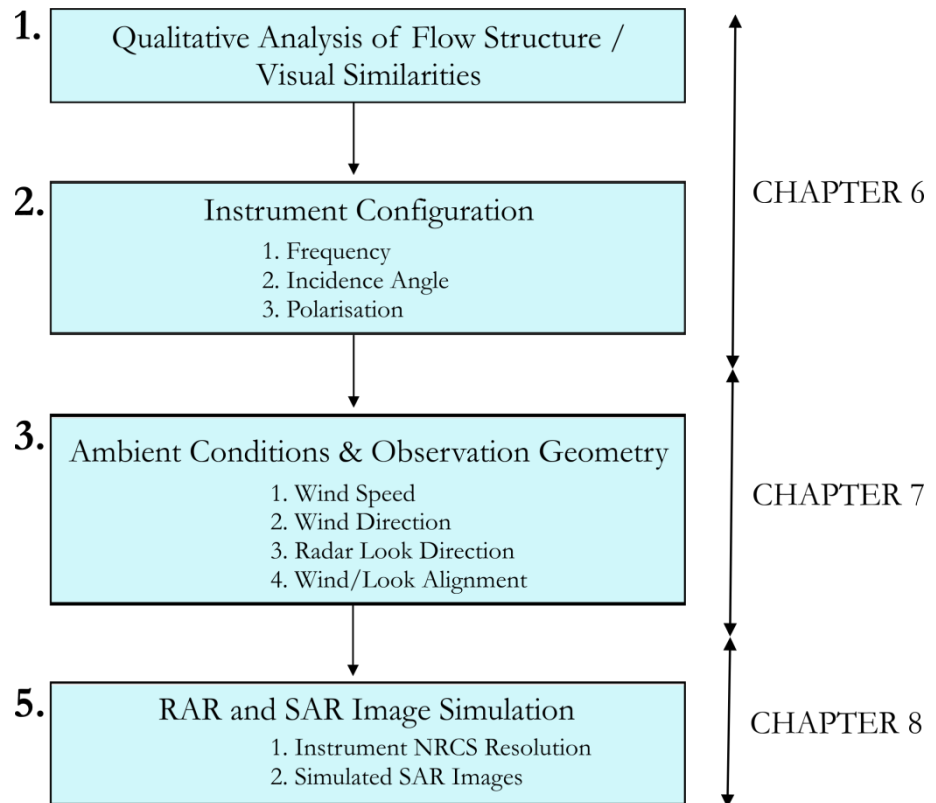 1.
Qualitative Analysis of Flow Structure /
Visual Similarities
2.
Instrument Configuration
1. Frequency
2. Incidence Angle
3. Polarisation
CHAPTER 6
3.
Ambient Conditions & Observation Geometry
1. Wind Speed
2. Wind Direction
3. Radar Look Direction
4. Wind/Look Alignment
CHAPTER 7
5.
RAR and SAR Image Simulation
1. Instrument NRCS Resolution
2. Simulated SAR Images
CHAPTER 8